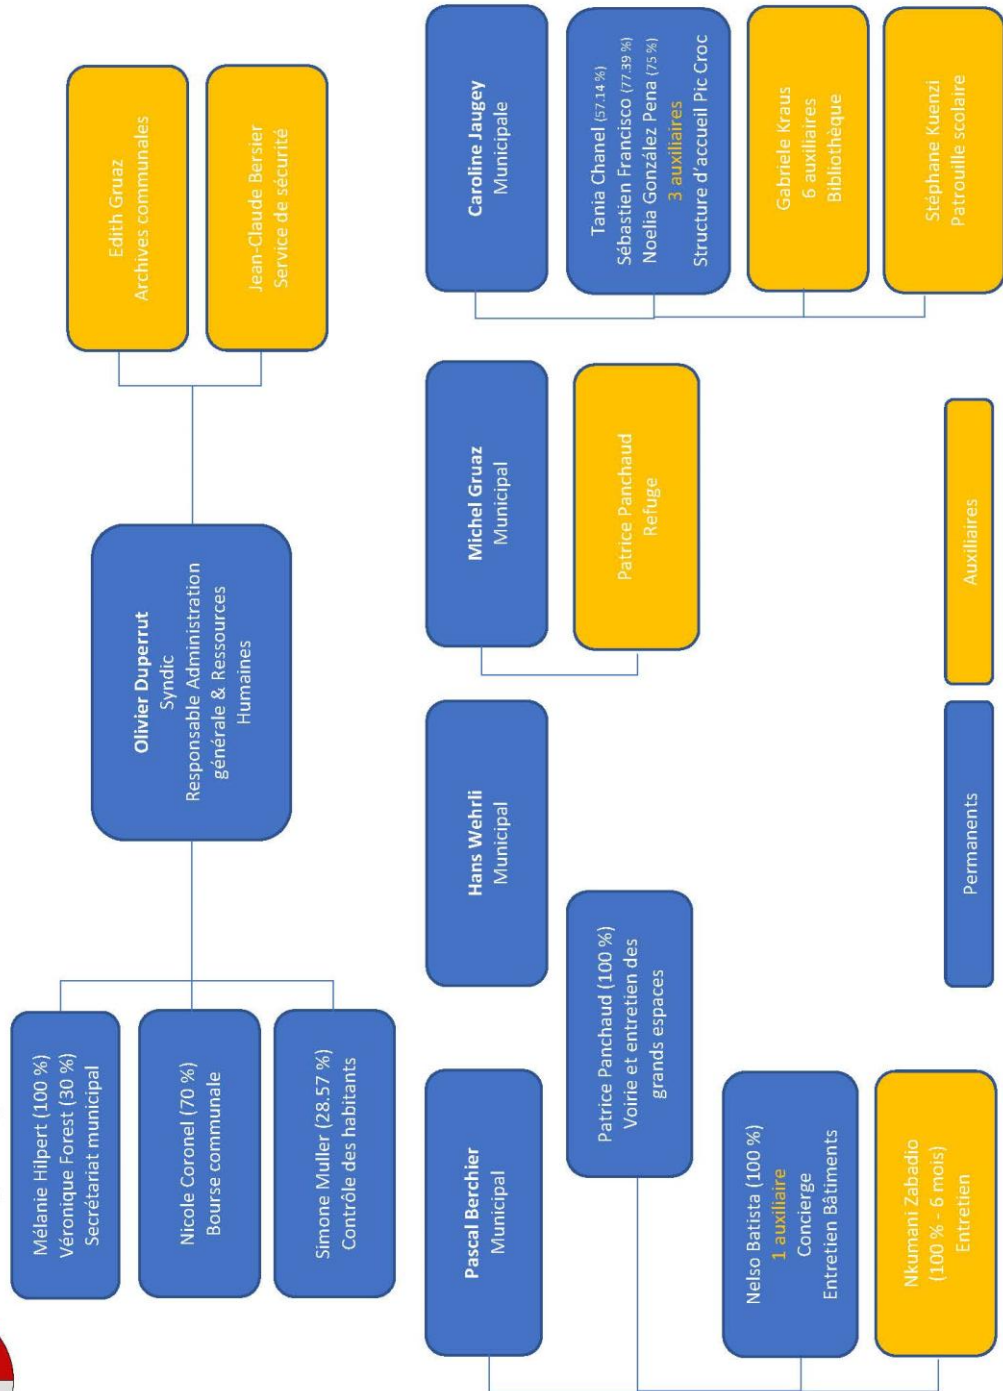 Mélanie Hilpert (100 %)
Véronique Forest (30 %)
Secrétariat municipal
Nicole Coronel (70 %)
Bourse communale
Simone Muller (28.57 %)
Contrôle des habitants
Olivier Duperrut
Syndic
Responsable Administration
générale & Ressources
Humaines
Edith Gruaz
Archives communales
Jean-Claude Bersier
Service de sécurité
Pascal Berchier
Municipal
Hans Wehrli
Municipal
Michel Gruaz
Municipal
Caroline Jaugey
Municipale
Patrice Panchaud (100 %)
Voirie et entretien des
grands espaces
Patrice Panchaud
Refuge
Tania Chanel (57.14 %)
Sébastien Francisco (77.39 %)
Noelia González Pena (75 %)
3 auxiliaires
Structure d'accueil Pic Croc
Nelso Batista (100 %)
1 auxiliaire
Concierge
Entretien Bâtiments
Gabriele Kraus
6 auxiliaires
Bibliothèque
Nkumani Zabadio
(100 % - 6 mois)
Entretien
Stéphane Kuenzi
Patrouille scolaire
Permanents
Auxiliaires